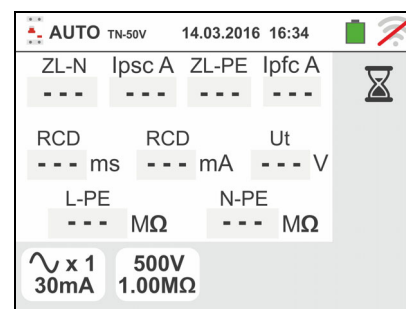 AUTO TN-50V 14.03.2016 16:34
ZL-N Ipsc A ZL-PE Ipfc A
--- --- --- ---
RCD RCD Ut
--- ms --- mA --- V
L-PE N-PE
--- MΩ --- MΩ
x 1 500V
30mA 1.00MΩ